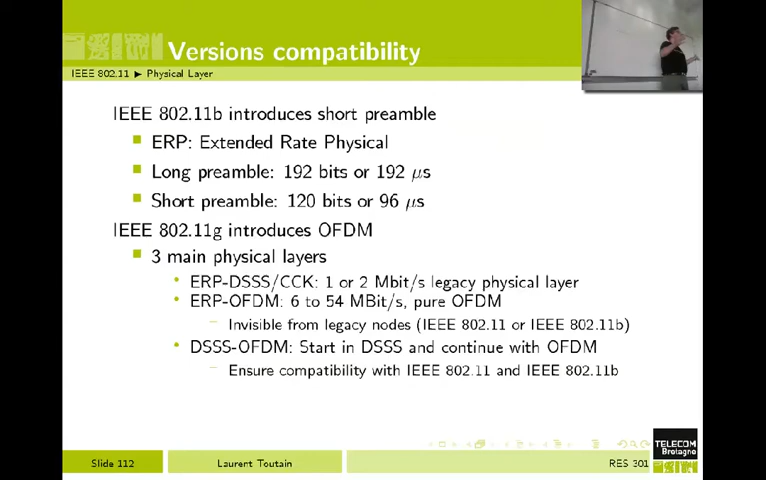 Versions compatibility
IEEE 802.11 ▶ Physical Layer
IEEE 802.11b introduces short preamble
ERP: Extended Rate Physical
Long preamble: 192 bits or 192 μs
Short preamble: 120 bits or 96 μs
IEEE 802.11g introduces OFDM
3 main physical layers
ERP-DSSS/CCK: 1 or 2 Mbit/s legacy physical layer
ERP-OFDM: 6 to 54 MBit/s, pure OFDM
– Invisible from legacy nodes (IEEE 802.11 or IEEE 802.11b)
DSSS-OFDM: Start in DSSS and continue with OFDM
– Ensure compatibility with IEEE 802.11 and IEEE 802.11b
TELECOM
Bretagne
Slide 112
Laurent Toutain
RES 301